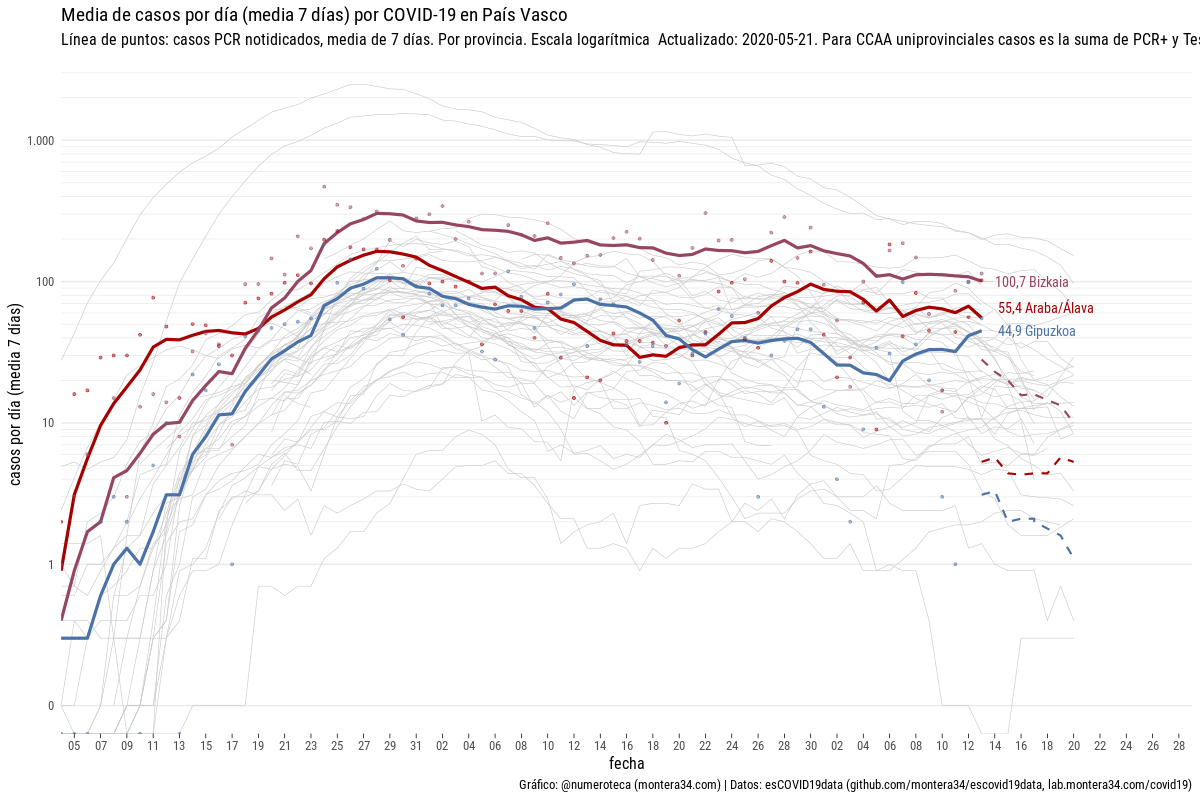 Media de casos por día (media 7 días) por COVID-19 en País Vasco
Línea de puntos: casos PCR notidicados, media de 7 días. Por provincia. Escala logarítmica  Actualizado: 2020-05-21. Para CCAA uniprovinciales casos es la suma de PCR+ y Tes
casos por día (media 7 días)
1.000
100
10
1
0
100,7 Bizkaia
55,4 Araba/Álava
44,9 Gipuzkoa
05 07 09 11 13 15 17 19 21 23 25 27 29 31 02 04 06 08 10 12 14 16 18 20 22 24 26 28 30 02 04 06 08 10 12 14 16 18 20 22 24 26 28
fecha
Gráfico: @numeroteca (montera34.com) | Datos: esCOVID19data (github.com/montera34/escovid19data, lab.montera34.com/covid19)